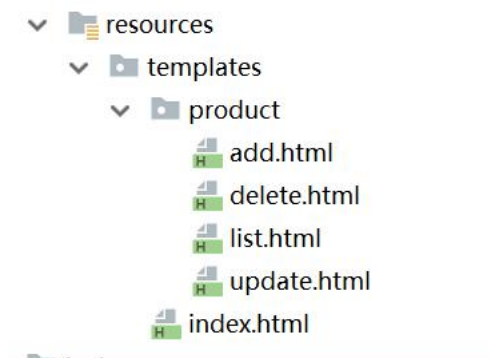 resources
templates
product
H add.html
H delete.html
H list.html
H update.html
H index.html